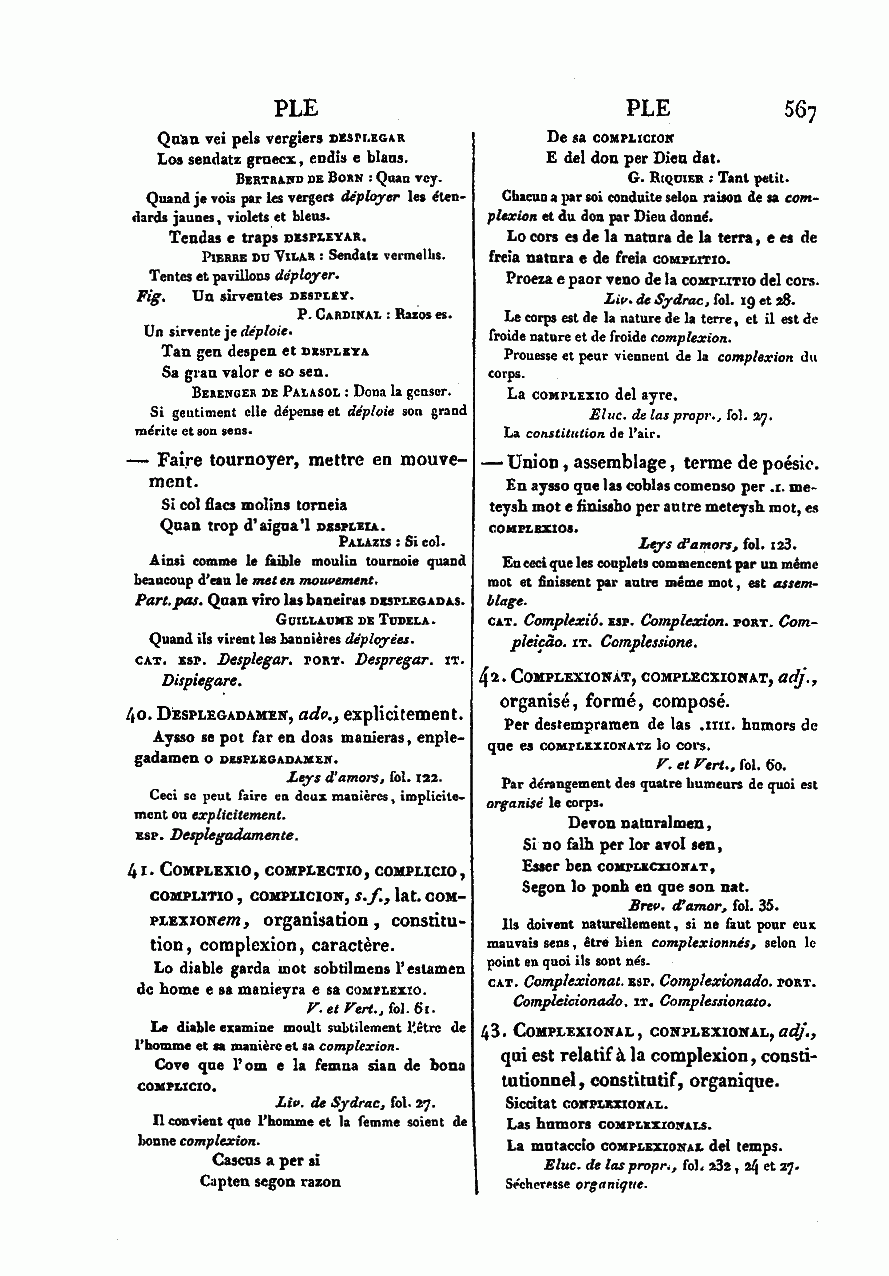 PLE
PLE 567
Quan vei pels vergiers DESPLEGAR
Los sendatz gruecx, endis e blaus.
BERTRAND DE BORN : Quan vey.
Quand je vois par les vergers déployer les éten-
dards jaunes, violets et bleus.
Tendas e traps DESPLEYAR.
PIERRE DU VILAR : Sendatz vermelhs.
Tentes et pavillons déployer.
Fig. Un sirventes DESPLEY.
P. CARDINAL : Razos es.
Un sirvente je déploie.
Tan gen despen et DESPLEYA
Sa gran valor e so sen.
BERENGER DE PALASOL : Dona la genser.
Si gentiment elle dépense et déploie son grand
mérite et son sens.
— Faire tournoyer, mettre en mouve-
ment.
Si col flacs molins torneia
Quan trop d'aigua'l DESPLEIA.
PALAZIS : Si col.
Ainsi comme le faible moulin tournoie quand
beaucoup d'eau le met en mouvement.
Part. pas. Quan viro las baneiras DESPLEGADAS.
GUILLAUME DE TUDELA.
Quand ils virent les bannières déployées.
CAT. ESP. Desplegar. PORT. Despregar. IT.
Dispiegare.
40. DESPLEGADAMEN, adv., explicitement.
Aysso se pot far en doas manieras, enple-
gadamen o DESPLEGADAMEN.
Leys d'amors, fol. 122.
Ceci se peut faire en deux manières, implicite-
ment ou explicitement.
ESP. Desplegadamente.
41. COMPLEXIO, COMPLECTIO, COMPLICIO,
COMPLITIO, COMPLICION, s. f., lat. COM-
PLEXIONem, organisation, constitu-
tion, complexion, caractère.
Lo diable garda mot sobtilmens l'estamen
de home e sa manieyra e sa COMPLEXIO.
V. et Vert., fol. 61.
Le diable examine moult subtilement l'être de
l'homme et sa manière et sa complexion.
Cove que l'om e la femna sian de bona
COMPLICIO.
Liv. de Sydrac, fol. 27.
Il convient que l'homme et la femme soient de
bonne complexion.
Cascus a per si
Capten segon razon
De sa COMPLICION
E del don per Dieu dat.
G. RIQUIER : Tant petit.
Chacun a par soi conduite selon raison de sa com-
plexion et du don par Dieu donné.
Lo cors es de la natura de la terra, e es de
freia natura e de freia COMPLITIO.
Proeza e paor veno de la COMPLITIO del cors.
Liv. de Sydrac, fol. 19 et 28.
Le corps est de la nature de la terre, et il est de
froide nature et de froide complexion.
Prouesse et peur viennent de la complexion du
corps.
La COMPLEXIO del ayre.
Eluc. de las propr., fol. 27.
La constitution de l'air.
— Union, assemblage, terme de poésie.
En aysso que las coblas comenso per .I. me-
teysh mot e finissho per autre meteysh mot, es
COMPLEXIOS.
Leys d'amors, fol. 123.
En ceci que les couplets commencent par un même
mot et finissent par autre même mot, est assem-
blage.
CAT. Complexió. ESP. Complexion. PORT. Com-
pleição. IT. Complessione.
42. COMPLEXIONAT, COMPLECXIONAT, adj.,
organisé, formé, composé.
Per destempramen de las .IIII. humors de
que es COMPLEXIONATZ lo cors.
V. et Vert., fol. 60.
Par dérangement des quatre humeurs de quoi est
organisé le corps.
Devon naturalmen,
Si no falh per lor avol sen,
Esser ben COMPLECXIONAT,
Segon lo ponh en que son nat.
Brev. d'amor, fol. 35.
Ils doivent naturellement, si ne faut pour eux
mauvais sens, être bien complexionnés, selon le
point en quoi ils sont nés.
CAT. Complexionat. ESP. Complexionado. PORT.
Compleicionado. IT. Complessionato.
43. COMPLEXIONAL, CONPLEXIONAL, adj.,
qui est relatif à la complexion, consti-
tutionnel, constitutif, organique.
Siccitat CONPLEXIONAL.
Las humors COMPLEXIONALS.
La mutaccio COMPLEXIONAL del temps.
Eluc. de las propr., fol. 232, 24 et 27.
Sécheresse organique.